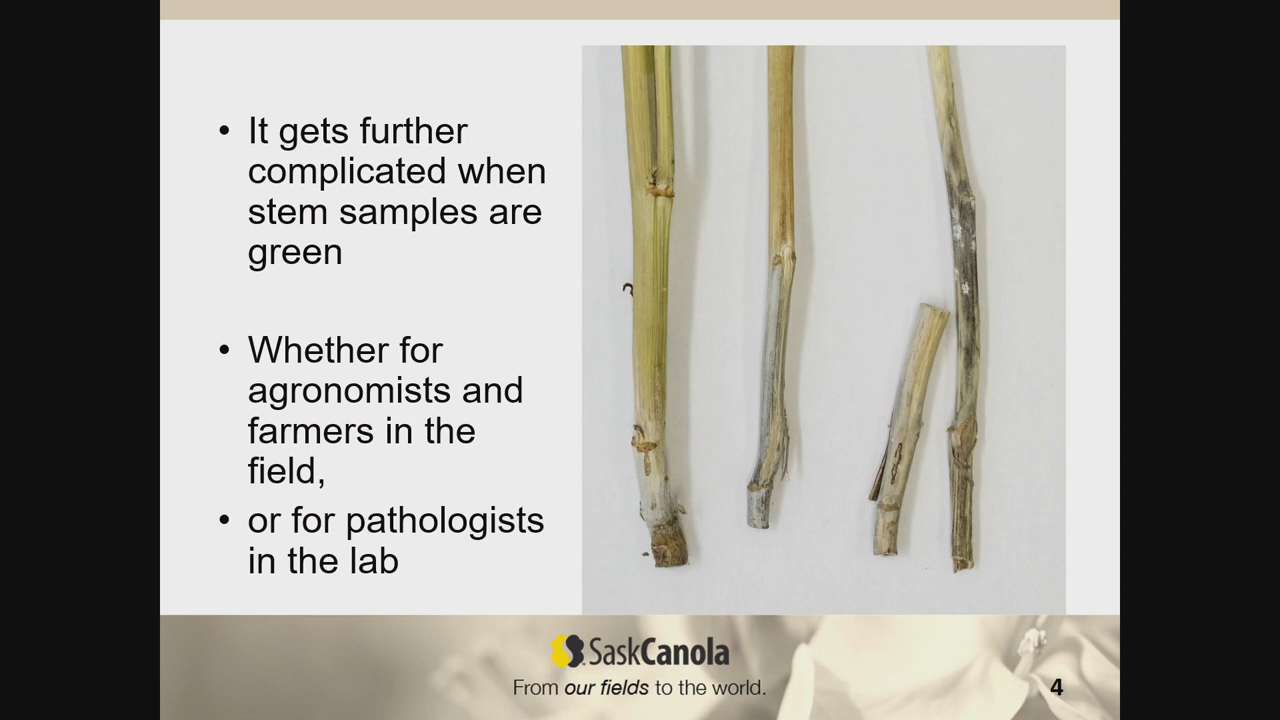 • It gets further
complicated when
stem samples are
green
• Whether for
agronomists and
farmers in the
field,
• or for pathologists
in the lab
SaskCanola
From our fields to the world.
4